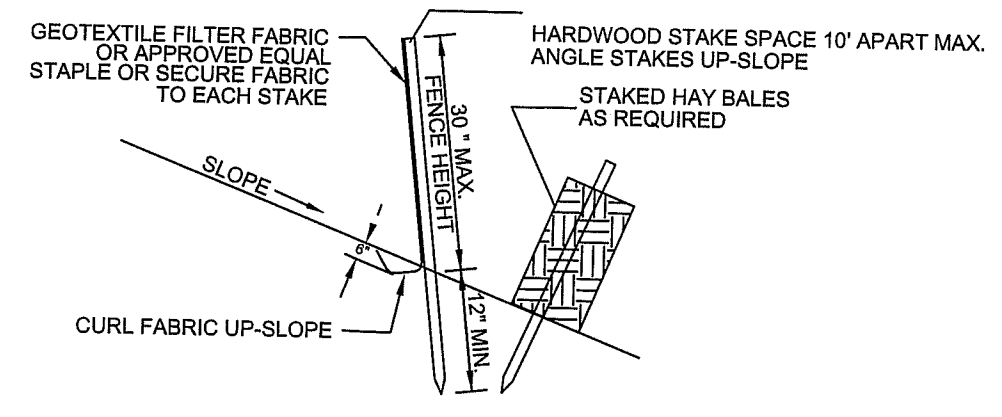 GEOTEXTILE FILTER FABRIC
OR APPROVED EQUAL
STAPLE OR SECURE FABRIC
TO EACH STAKE
HARDWOOD STAKE SPACE 10' APART MAX.
ANGLE STAKES UP-SLOPE
STAKED HAY BALES
AS REQUIRED
30" MAX.
FENCE HEIGHT
SLOPE
6"
12" MIN.
CURL FABRIC UP-SLOPE